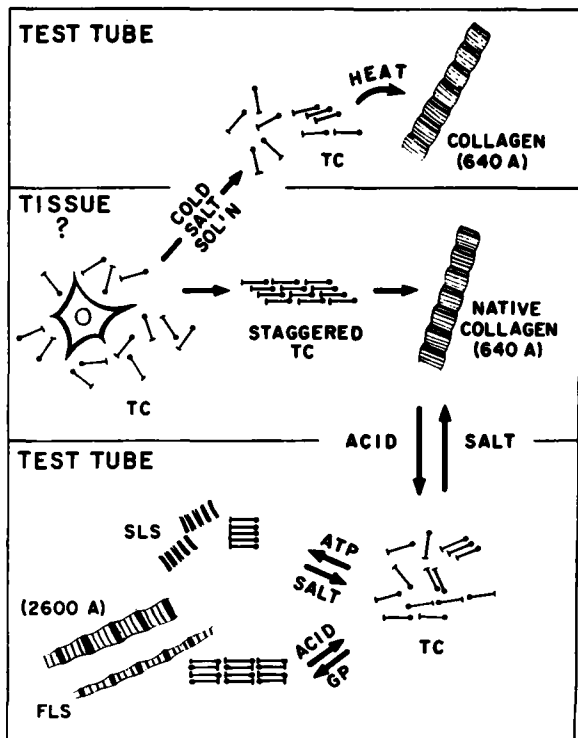 TEST TUBE
HEAT
TC
COLLAGEN
(640 A)
COLD
SALT
SOL'N
TISSUE
?
TC
STAGGERED
TC
NATIVE
COLLAGEN
(640 A)
ACID
SALT
TEST TUBE
SLS
ATP
SALT
TC
(2600 A)
ACID
GP
FLS